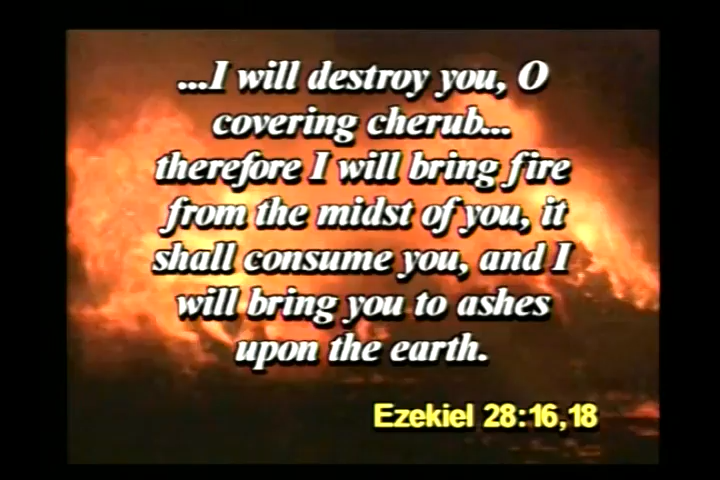 ...I will destroy you, O
covering cherub...
therefore I will bring fire
from the midst of you, it
shall consume you, and I
will bring you to ashes
upon the earth.
Ezekiel 28:16,18